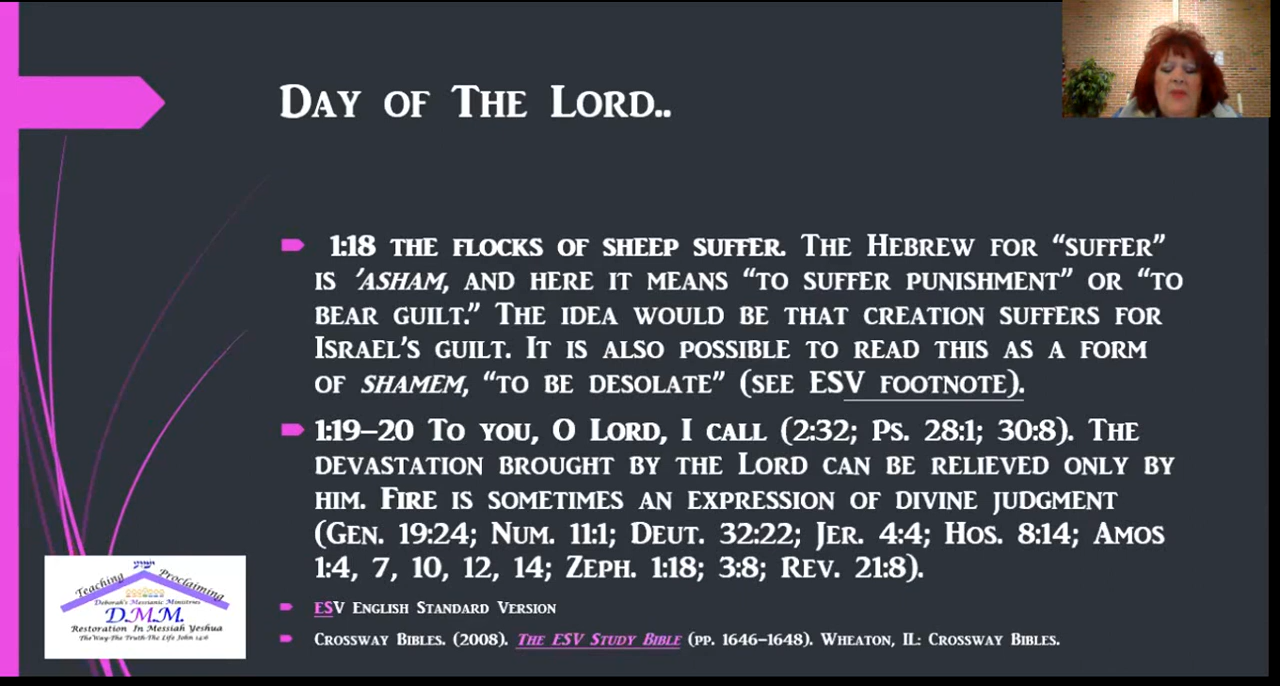 Day of The Lord..
1:18 the flocks of sheep suffer. The Hebrew for “suffer”
is ’asham, and here it means “to suffer punishment” or “to
bear guilt.” The idea would be that creation suffers for
Israel’s guilt. It is also possible to read this as a form
of shamem, “to be desolate” (see ESV footnote).
1:19–20 To you, O Lord, I call (2:32; Ps. 28:1; 30:8). The
devastation brought by the Lord can be relieved only by
him. Fire is sometimes an expression of divine judgment
(Gen. 19:24; Num. 11:1; Deut. 32:22; Jer. 4:4; Hos. 8:14; Amos
1:4, 7, 10, 12, 14; Zeph. 1:18; 3:8; Rev. 21:8).
ESV English Standard Version
Crossway Bibles. (2008). The ESV Study Bible (pp. 1646–1648). Wheaton, IL: Crossway Bibles.
Teaching Proclaiming
Deborah's Messianic Ministries
D.M.M.
Restoration In Messiah Yeshua
The Way-The Truth-The Life John 14:6